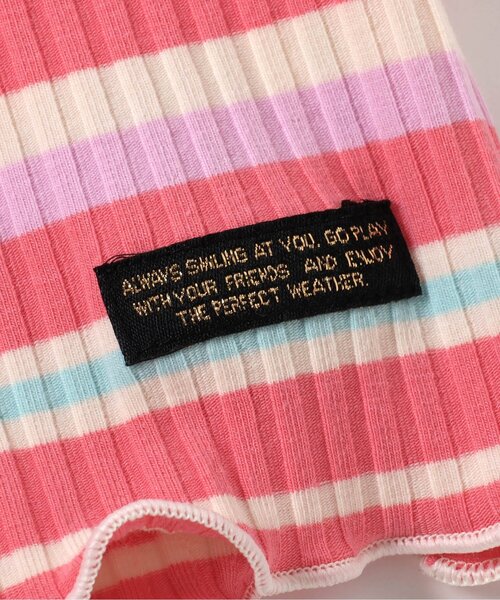 ALWAYS SMILING AT YOU. GO PLAY
WITH YOUR FRIENDS AND ENJOY
THE PERFECT WEATHER.